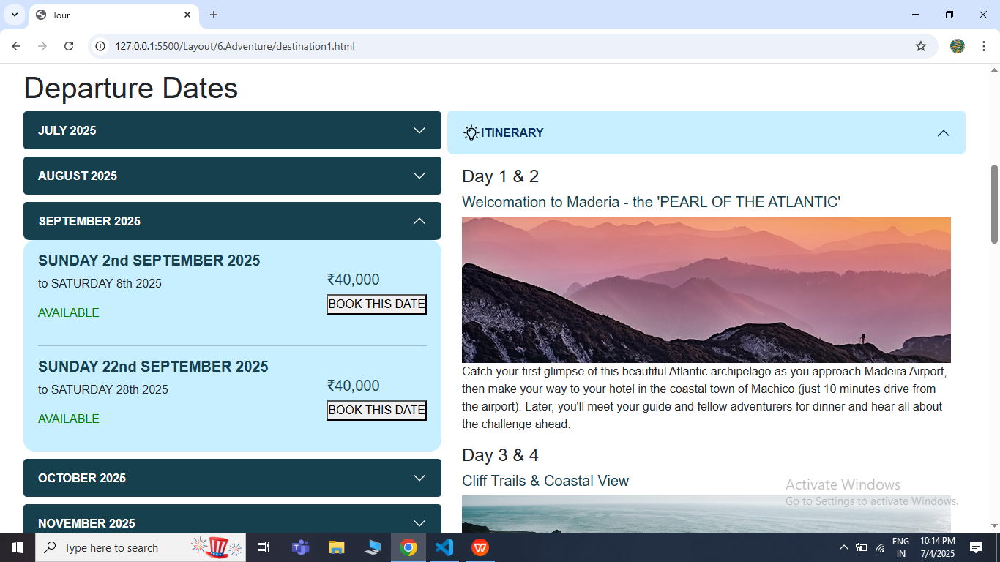 Tour
127.0.0.1:5500/Layout/6.Adventure/destination1.html
Departure Dates
JULY 2025
AUGUST 2025
SEPTEMBER 2025
SUNDAY 2nd SEPTEMBER 2025
to SATURDAY 8th 2025
₹40,000
BOOK THIS DATE
AVAILABLE
SUNDAY 22nd SEPTEMBER 2025
to SATURDAY 28th 2025
₹40,000
BOOK THIS DATE
AVAILABLE
OCTOBER 2025
NOVEMBER 2025
ITINERARY
Day 1 & 2
Welcomation to Maderia - the 'PEARL OF THE ATLANTIC'
Catch your first glimpse of this beautiful Atlantic archipelago as you approach Madeira Airport,
then make your way to your hotel in the coastal town of Machico (just 10 minutes drive from
the airport). Later, you'll meet your guide and fellow adventurers for dinner and hear all about
the challenge ahead.
Day 3 & 4
Cliff Trails & Coastal View
Activate Windows
Go to Settings to activate Windows.
Type here to search
ENG
IN
10:14 PM
7/4/2025